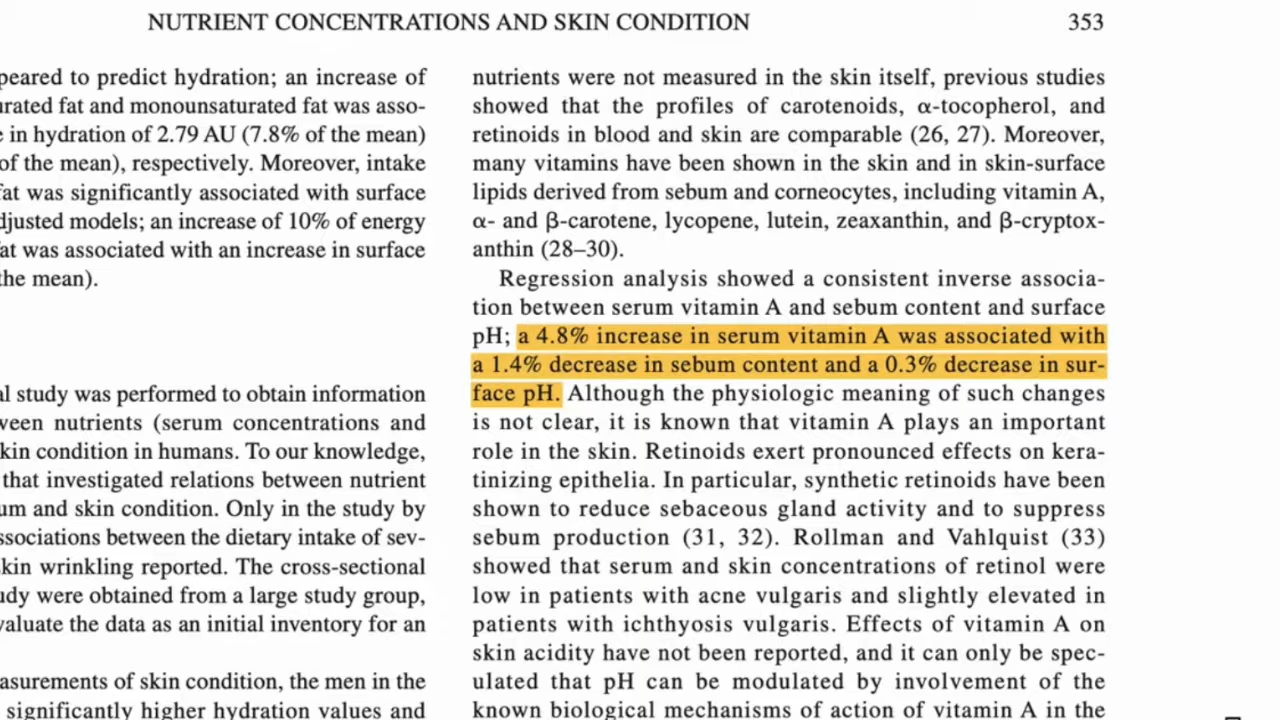 NUTRIENT CONCENTRATIONS AND SKIN CONDITION 353
peared to predict hydration; an increase of
urated fat and monounsaturated fat was asso-
e in hydration of 2.79 AU (7.8% of the mean)
of the mean), respectively. Moreover, intake
fat was significantly associated with surface
djusted models; an increase of 10% of energy
fat was associated with an increase in surface
the mean).
al study was performed to obtain information
ween nutrients (serum concentrations and
kin condition in humans. To our knowledge,
that investigated relations between nutrient
um and skin condition. Only in the study by
ssociations between the dietary intake of sev-
kin wrinkling reported. The cross-sectional
udy were obtained from a large study group,
valuate the data as an initial inventory for an
asurements of skin condition, the men in the
significantly higher hydration values and
nutrients were not measured in the skin itself, previous studies
showed that the profiles of carotenoids, α-tocopherol, and
retinoids in blood and skin are comparable (26, 27). Moreover,
many vitamins have been shown in the skin and in skin-surface
lipids derived from sebum and corneocytes, including vitamin A,
α- and β-carotene, lycopene, lutein, zeaxanthin, and β-cryptox-
anthin (28–30).
Regression analysis showed a consistent inverse associa-
tion between serum vitamin A and sebum content and surface
pH; a 4.8% increase in serum vitamin A was associated with
a 1.4% decrease in sebum content and a 0.3% decrease in sur-
face pH. Although the physiologic meaning of such changes
is not clear, it is known that vitamin A plays an important
role in the skin. Retinoids exert pronounced effects on kera-
tinizing epithelia. In particular, synthetic retinoids have been
shown to reduce sebaceous gland activity and to suppress
sebum production (31, 32). Rollman and Vahlquist (33)
showed that serum and skin concentrations of retinol were
low in patients with acne vulgaris and slightly elevated in
patients with ichthyosis vulgaris. Effects of vitamin A on
skin acidity have not been reported, and it can only be spec-
ulated that pH can be modulated by involvement of the
known biological mechanisms of action of vitamin A in the